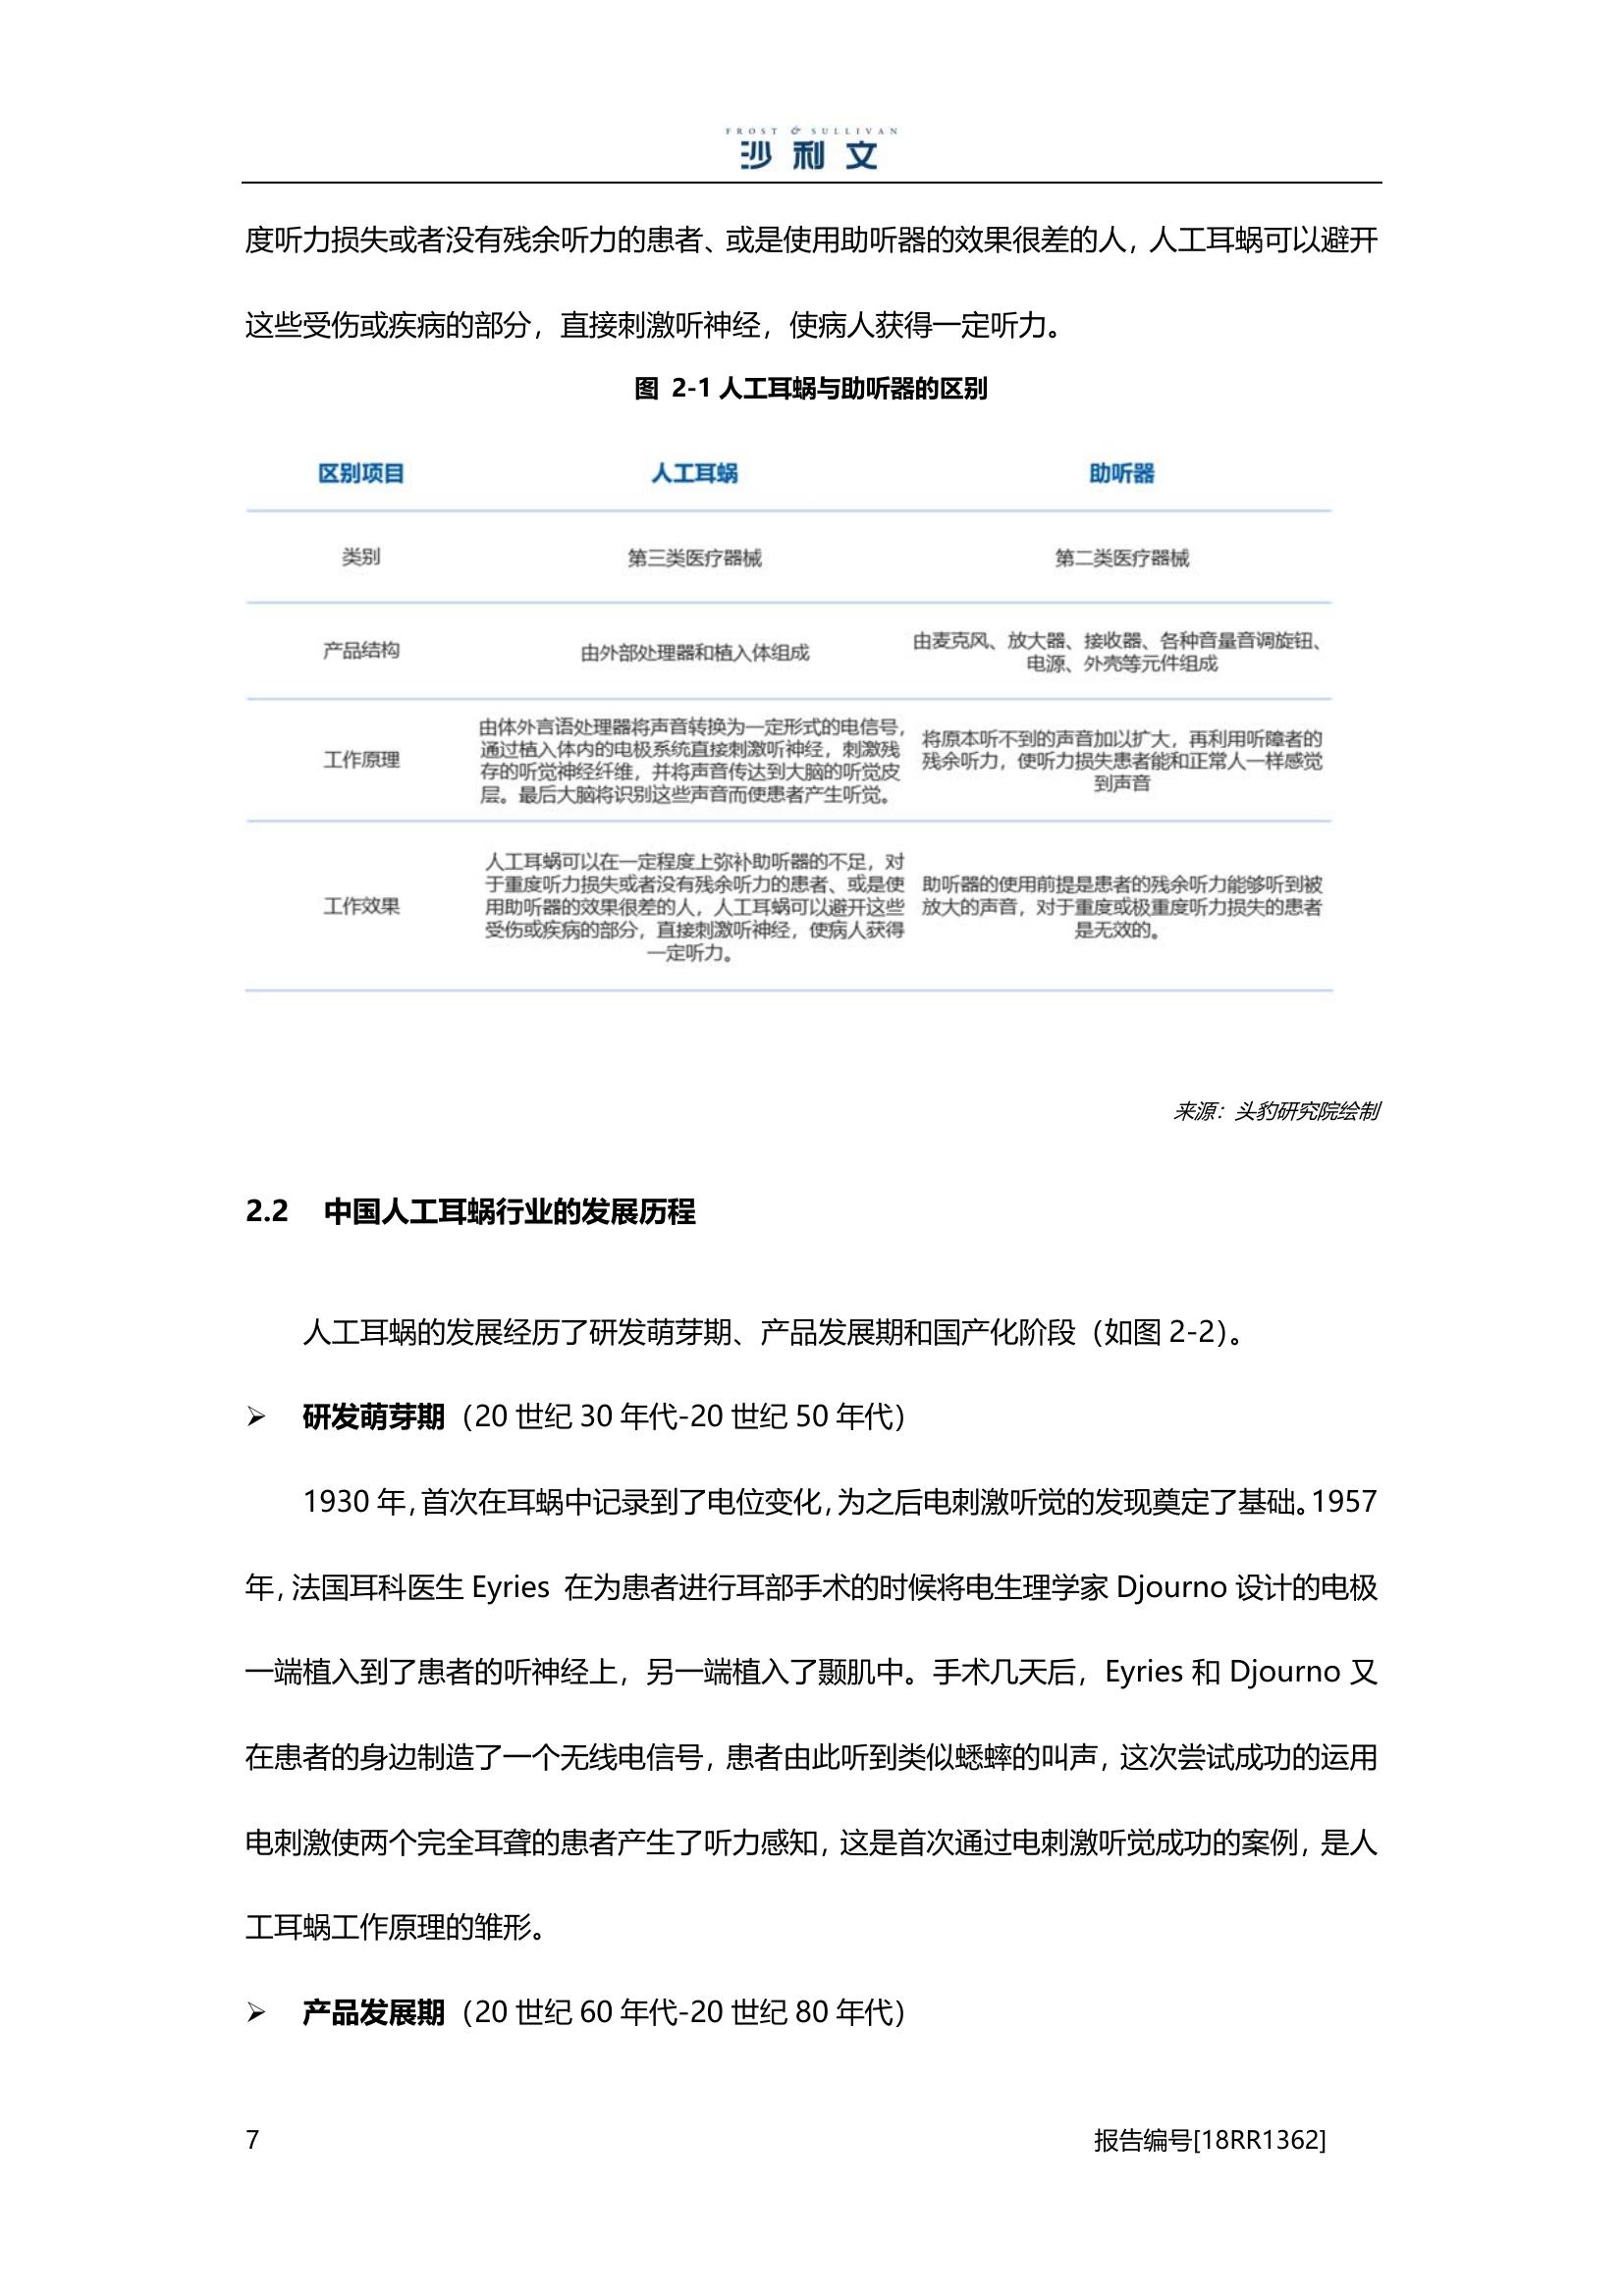 FROST & SULLIVAN
沙利文
度听力损失或者没有残余听力的患者、或是使用助听器的效果很差的人，人工耳蜗可以避开
这些受伤或疾病的部分，直接刺激听神经，使病人获得一定听力。
图 2-1 人工耳蜗与助听器的区别
区别项目 人工耳蜗 助听器
类别 第三类医疗器械 第二类医疗器械
产品结构 由外部处理器和植入体组成
由麦克风、放大器、接收器、各种音量音调旋钮、
电源、外壳等元件组成
工作原理
由体外言语处理器将声音转换为一定形式的电信号，
通过植入体内的电极系统直接刺激听神经，刺激残
存的听觉神经纤维，并将声音传达到大脑的听觉皮
层。最后大脑将识别这些声音而使患者产生听觉。
将原本听不到的声音加以扩大，再利用听障者的
残余听力，使听力损失患者能和正常人一样感觉
到声音
工作效果
人工耳蜗可以在一定程度上弥补助听器的不足，对
于重度听力损失或者没有残余听力的患者、或是使
用助听器的效果很差的人，人工耳蜗可以避开这些
受伤或疾病的部分，直接刺激听神经，使病人获得
一定听力。
助听器的使用前提是患者的残余听力能够听到被
放大的声音，对于重度或极重度听力损失的患者
是无效的。
来源：头豹研究院绘制
2.2 中国人工耳蜗行业的发展历程
人工耳蜗的发展经历了研发萌芽期、产品发展期和国产化阶段（如图 2-2）。
➢ 研发萌芽期（20 世纪 30 年代-20 世纪 50 年代）
1930 年，首次在耳蜗中记录到了电位变化，为之后电刺激听觉的发现奠定了基础。1957
年，法国耳科医生 Eyries 在为患者进行耳部手术的时候将电生理学家 Djourno 设计的电极
一端植入到了患者的听神经上，另一端植入了颞肌中。手术几天后，Eyries 和 Djourno 又
在患者的身边制造了一个无线电信号，患者由此听到类似蟋蟀的叫声，这次尝试成功的运用
电刺激使两个完全耳聋的患者产生了听力感知，这是首次通过电刺激听觉成功的案例，是人
工耳蜗工作原理的雏形。
➢ 产品发展期（20 世纪 60 年代-20 世纪 80 年代）
7 报告编号[18RR1362]